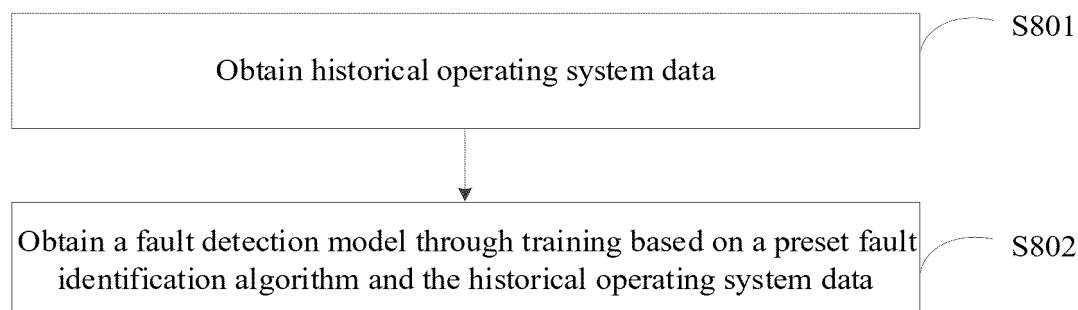 S801
Obtain historical operating system data
Obtain a fault detection model through training based on a preset fault
identification algorithm and the historical operating system data
S802